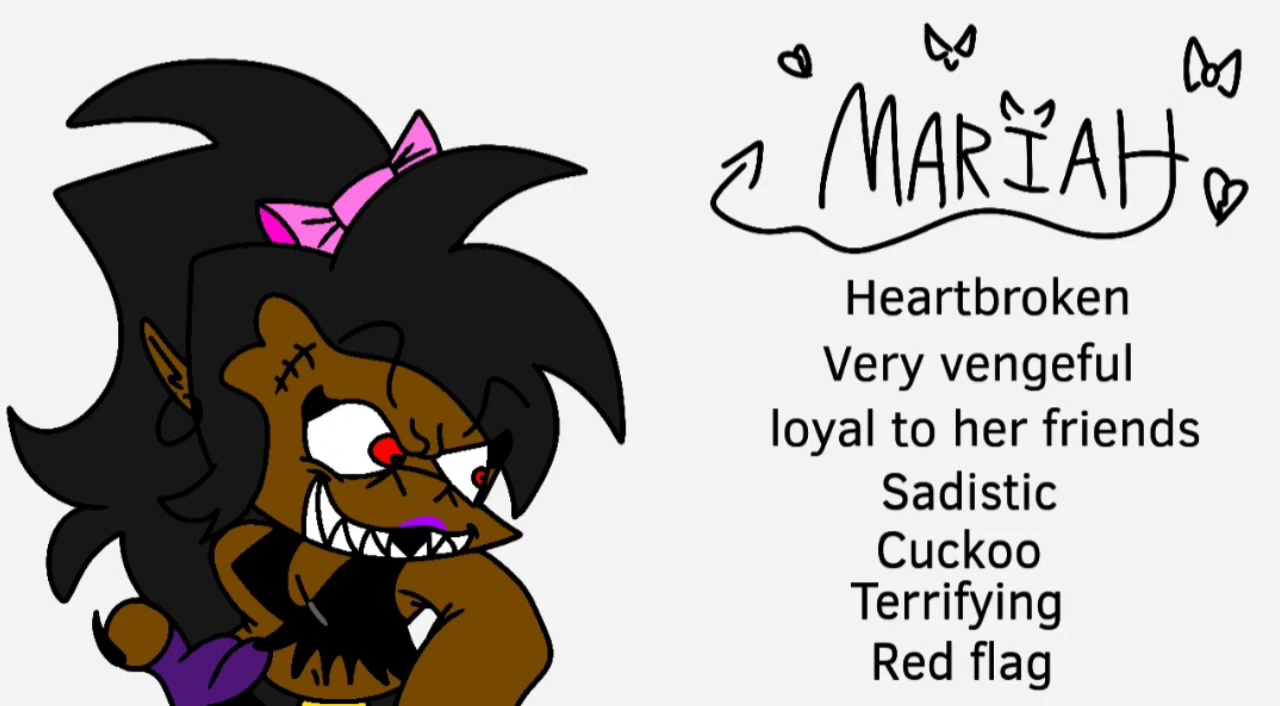 MARIAH
Heartbroken
Very vengeful
loyal to her friends
Sadistic
Cuckoo
Terrifying
Red flag